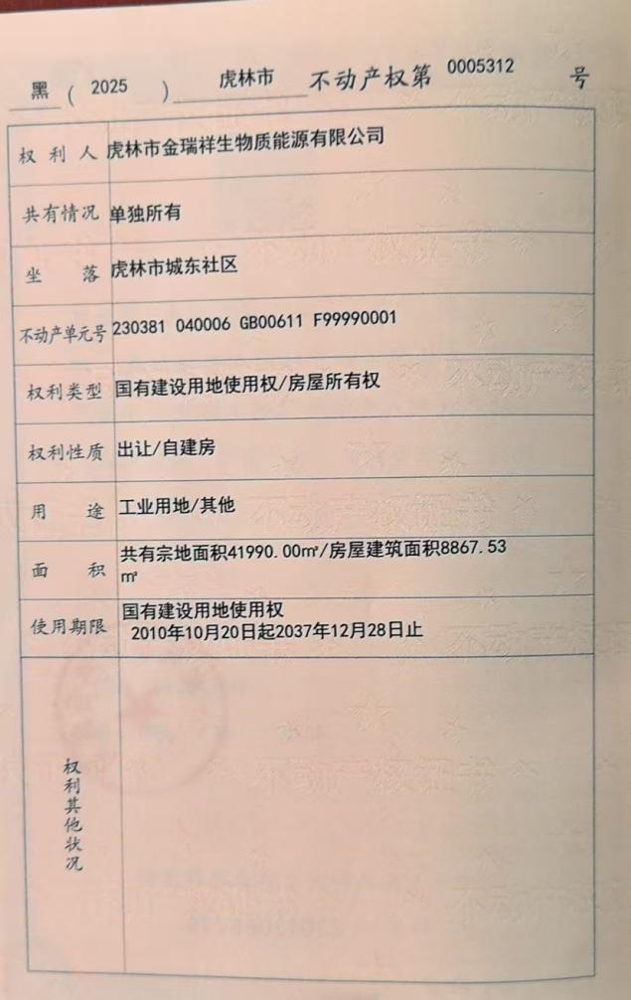 黑（2025）虎林市 不动产权第 0005312 号
权利人 虎林市金瑞祥生物质能源有限公司
共有情况 单独所有
坐落 虎林市城东社区
不动产单元号 230381 040006 GB00611 F99990001
权利类型 国有建设用地使用权/房屋所有权
权利性质 出让/自建房
用途 工业用地/其他
面积 共有宗地面积41990.00㎡/房屋建筑面积8867.53
㎡
使用期限 国有建设用地使用权
2010年10月20日起2037年12月28日止
权利其他状况